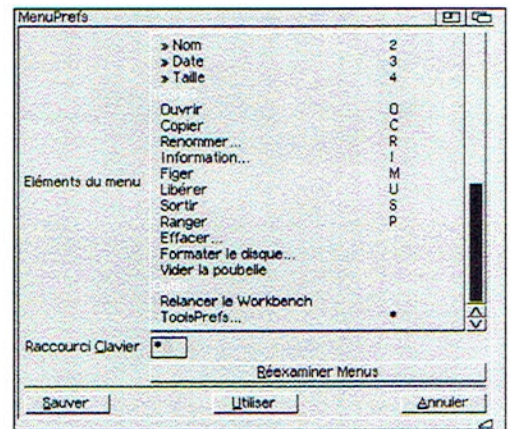 MenuPrefs
» Nom 2
» Date 3
» Taille 4
Ouvrir O
Copier C
Renommer... R
Information... I
Figer M
Libérer U
Sortir S
Ranger P
Effacer...
Formater le disque...
Vider la poubelle
Relancer le Workbench
ToolsPrefs... •
Eléments du menu
Raccourci Clavier •
Réexaminer Menus
Sauver Utiliser Annuler